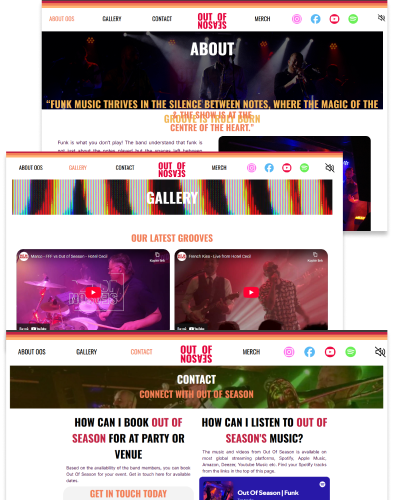 ABOUT OOS GALLERY CONTACT OUT OF SEASON MERCH
ABOUT
“FUNK MUSIC THRIVES IN THE SILENCE BETWEEN NOTES, WHERE THE MAGIC OF THE
GROOVE IS TRULY BORN
& THE SHOW IS AT THE
CENTRE OF THE HEART."
Funk is what you don't play! The band understand that funk is
not just about the notes played but the spaces left between
ABOUT OOS GALLERY CONTACT OUT OF SEASON MERCH
GALLERY
OUR LATEST GROOVES
Maron - FFF vs Out of Season - Hotel Cecil
French Kiss - Live from Hotel Cecil
YouTube
YouTube
ABOUT OOS GALLERY CONTACT OUT OF SEASON MERCH
CONTACT
CONNECT WITH OUT OF SEASON
HOW CAN I BOOK OUT OF
SEASON FOR AT PARTY OR
VENUE
Based on the availability of the band members, you can book
Out Of Season for your event. Get in touch here for available
dates.
GET IN TOUCH TODAY
HOW CAN I LISTEN TO OUT OF
SEASON'S MUSIC?
The music and videos from Out Of Season is available on
most global streaming platforms, Spotify, Apple Music,
Amazon, Deezer, Youtube Music etc. Find your Spotify tracks
from the links in the top of this page.
Out Of Season | Funk